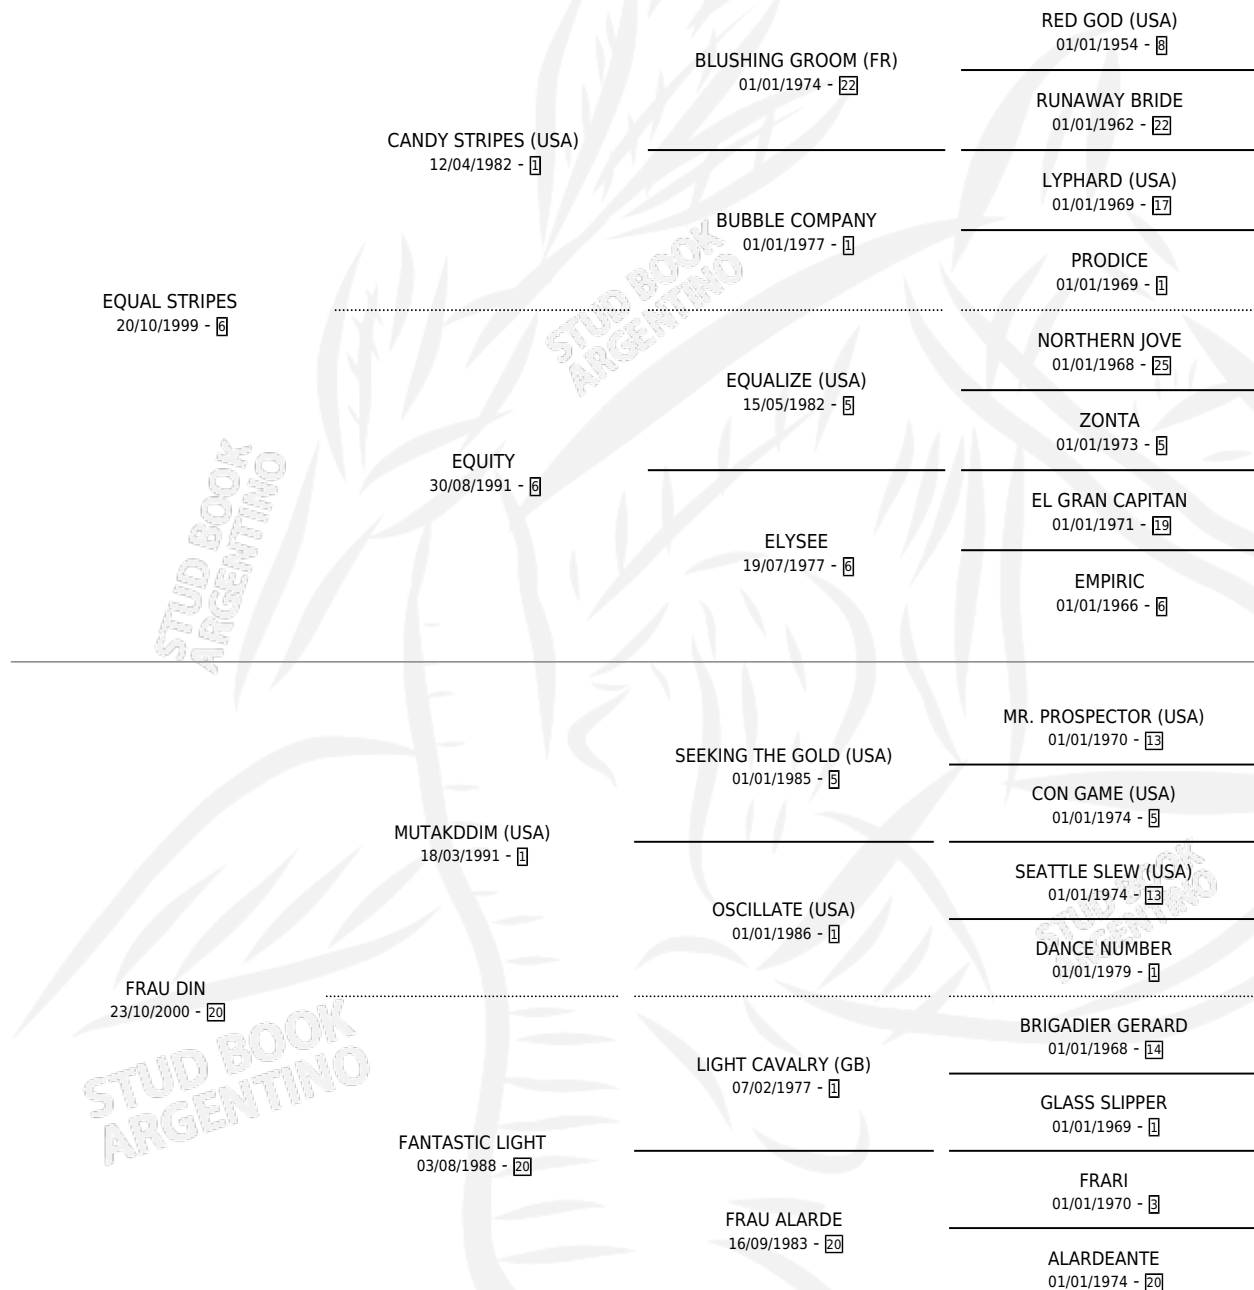 RED GOD (USA)
01/01/1954 - 8
BLUSHING GROOM (FR)
01/01/1974 - 22
RUNAWAY BRIDE
01/01/1962 - 22
CANDY STRIPES (USA)
12/04/1982 - 1
LYPHARD (USA)
01/01/1969 - 17
BUBBLE COMPANY
01/01/1977 - 1
PRODICE
01/01/1969 - 1
EQUAL STRIPES
20/10/1999 - 6
STUD BOOK
ARGENTINO
NORTHERN JOVE
01/01/1968 - 25
EQUALIZE (USA)
15/05/1982 - 5
ZONTA
01/01/1973 - 5
EQUITY
30/08/1991 - 6
EL GRAN CAPITAN
01/01/1971 - 19
ELYSEE
19/07/1977 - 6
EMPIRIC
01/01/1966 - 6
STUD BOOK
ARGENTINO
MR. PROSPECTOR (USA)
01/01/1970 - 13
SEEKING THE GOLD (USA)
01/01/1985 - 5
CON GAME (USA)
01/01/1974 - 5
MUTAKDDIM (USA)
18/03/1991 - 1
SEATTLE SLEW (USA)
01/01/1974 - 13
OSCILLATE (USA)
01/01/1986 - 1
STUD BOOK
ARGENTINO
DANCE NUMBER
01/01/1979 - 1
FRAU DIN
23/10/2000 - 20
STUD BOOK
ARGENTINO
BRIGADIER GERARD
01/01/1968 - 14
LIGHT CAVALRY (GB)
07/02/1977 - 1
GLASS SLIPPER
01/01/1969 - 1
FANTASTIC LIGHT
03/08/1988 - 20
FRARI
01/01/1970 - 3
FRAU ALARDE
16/09/1983 - 20
ALARDEANTE
01/01/1974 - 20